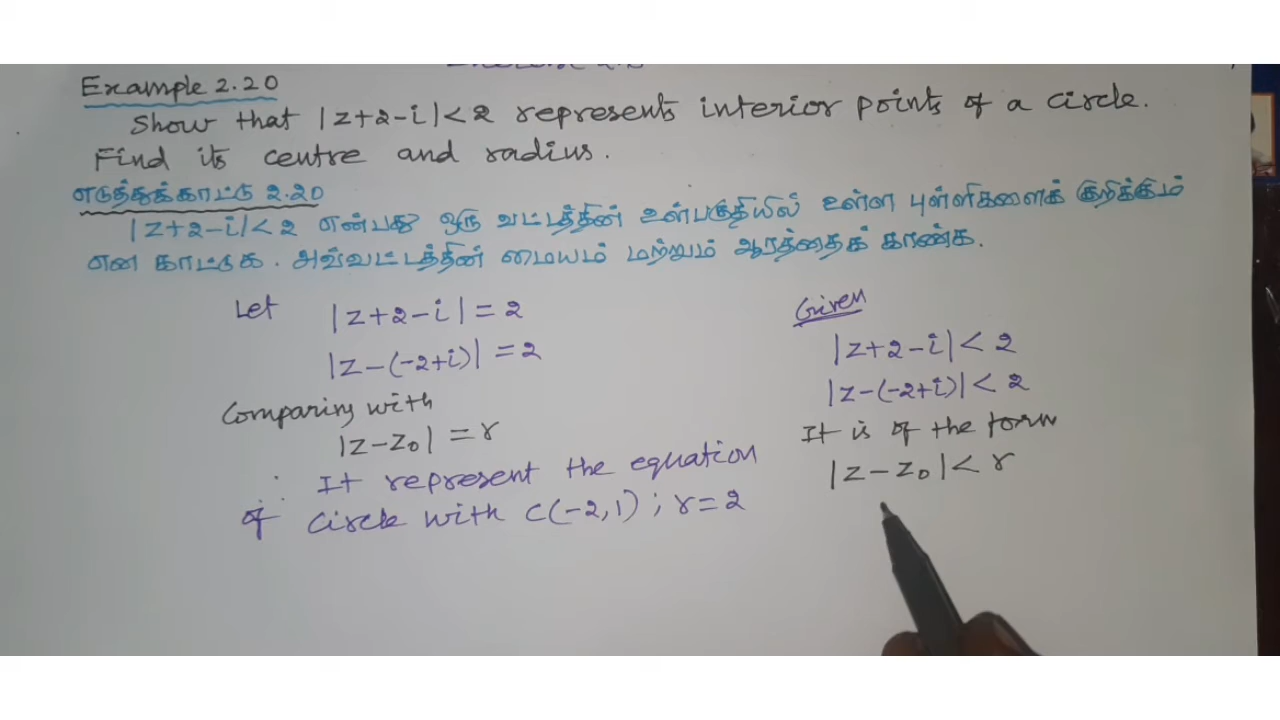 Example 2.20
Show that |z+2-i|<2 represents interior points of a circle.
Find its centre and radius.
எடுத்துக்காட்டு 2.20
|z+2-i|<2 என்பது ஒரு வட்டத்தின் உள்பகுதியில் உள்ள புள்ளிகளைக் குறிக்கும்
என காட்டுக. அவ்வட்டத்தின் மையம் மற்றும் ஆரத்தைக் காண்க.
Let |z+2-i| = 2
|z-(-2+i)| = 2
Comparing with
|z-z₀| = r
∴ It represent the equation
of circle with c(-2,1); r=2
Given
|z+2-i| < 2
|z-(-2+i)| < 2
It is of the form
|z-z₀| < r